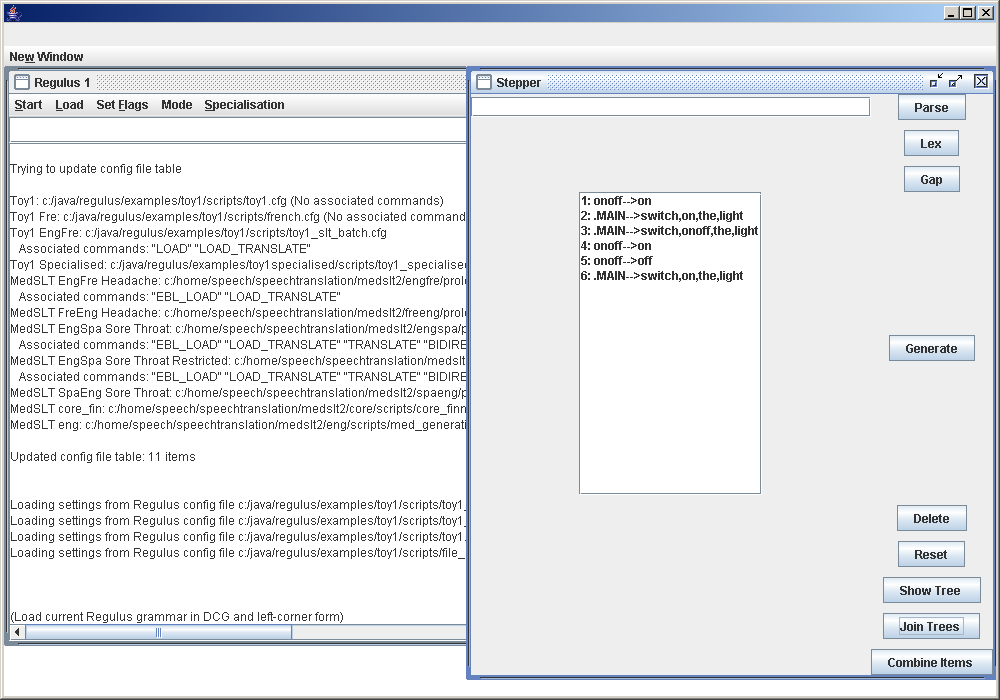 New Window
Regulus 1
Start Load Set Flags Mode Specialisation
Trying to update config file table
Toy1: c:/java/regulus/examples/toy1/scripts/toy1.cfg (No associated commands)
Toy1 Fre: c:/java/regulus/examples/toy1/scripts/french.cfg (No associated command
Toy1 EngFre: c:/java/regulus/examples/toy1/scripts/toy1_slt_batch.cfg
Associated commands: "LOAD" "LOAD_TRANSLATE"
Toy1 Specialised: c:/java/regulus/examples/toy1specialised/scripts/toy1_specialise
MedSLT EngFre Headache: c:/home/speech/speechtranslation/medslt2/engfre/prol
Associated commands: "EBL_LOAD" "LOAD_TRANSLATE"
MedSLT FreEng Headache: c:/home/speech/speechtranslation/medslt2/freeng/prol
MedSLT EngSpa Sore Throat: c:/home/speech/speechtranslation/medslt2/engspa/p
Associated commands: "EBL_LOAD" "LOAD_TRANSLATE" "TRANSLATE" "BIDIRE
MedSLT EngSpa Sore Throat Restricted: c:/home/speech/speechtranslation/medslt
Associated commands: "EBL_LOAD" "LOAD_TRANSLATE" "TRANSLATE" "BIDIRE
MedSLT SpaEng Sore Throat: c:/home/speech/speechtranslation/medslt2/spaeng/p
MedSLT core_fin: c:/home/speech/speechtranslation/medslt2/core/scripts/core_finn
MedSLT eng: c:/home/speech/speechtranslation/medslt2/eng/scripts/med_generati
Updated config file table: 11 items
Loading settings from Regulus config file c:/java/regulus/examples/toy1/scripts/toy1_
Loading settings from Regulus config file c:/java/regulus/examples/toy1/scripts/toy1_
Loading settings from Regulus config file c:/java/regulus/examples/toy1/scripts/toy1.
Loading settings from Regulus config file c:/java/regulus/examples/toy1/scripts/file_
(Load current Regulus grammar in DCG and left-corner form)
Stepper
Parse
Lex
Gap
1: onoff-->on
2: .MAIN-->switch,on,the,light
3: .MAIN-->switch,onoff,the,light
4: onoff-->on
5: onoff-->off
6: .MAIN-->switch,on,the,light
Generate
Delete
Reset
Show Tree
Join Trees
Combine Items